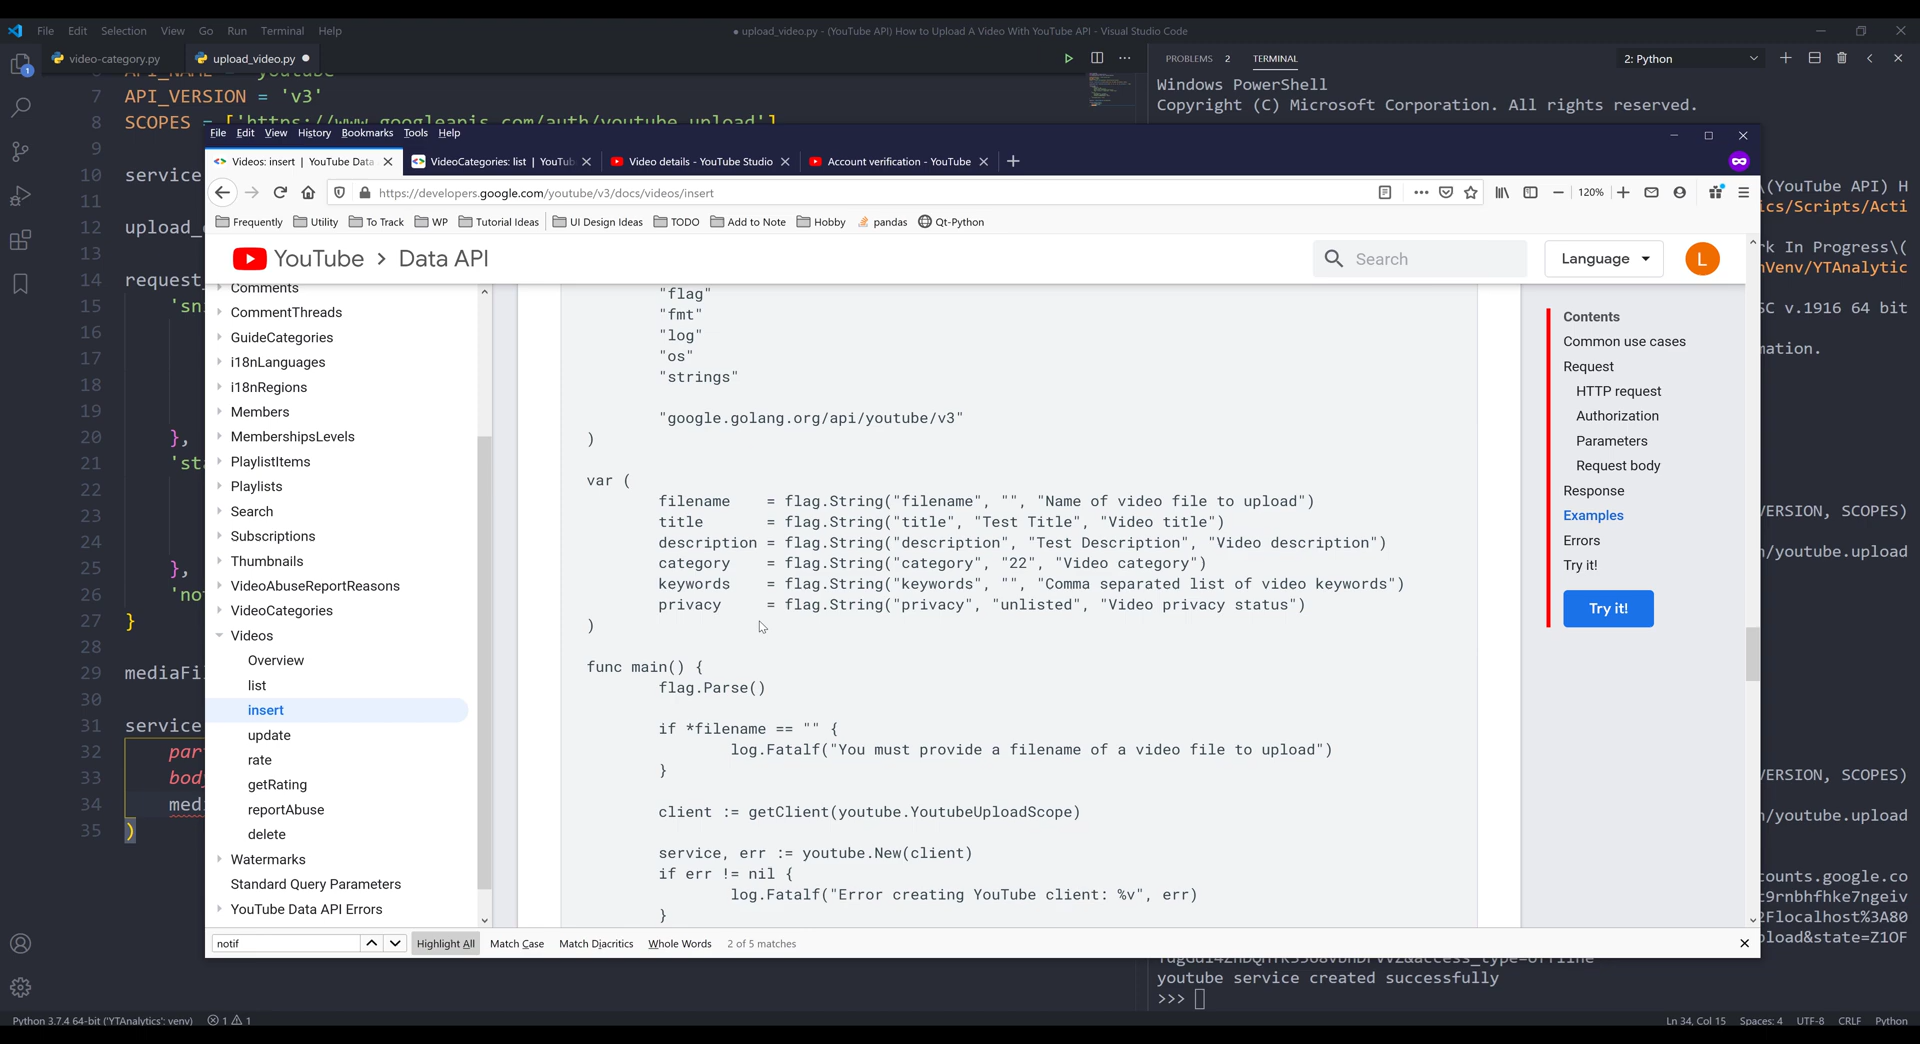 File Edit Selection View Go Run Terminal Help
● upload_video.py - (YouTube API) How to Upload A Video With YouTube API - Visual Studio Code
video-category.py
upload_video.py ●
PROBLEMS 2 TERMINAL
2: Python
7 API_VERSION = 'v3'
8 SCOPES = ['https://www.googleapis.com/auth/youtube.upload']
9
10 service
11
12 upload_
13
14 request_
15 'sni
16
17
18
19
20 },
21 'sta
22
23
24
25 },
26 'no
27 }
28
29 mediaFi
30
31 service
32 par
33 body
34 medi
35 )
Windows PowerShell
Copyright (C) Microsoft Corporation. All rights reserved.
\(YouTube API) H
ics/Scripts/Acti
rk In Progress\(
nVenv/YTAnalytic
SC v.1916 64 bit
mation.
VERSION, SCOPES)
/youtube.upload
VERSION, SCOPES)
/youtube.upload
counts.google.co
c9rnbhfhke7ngeiv
2Flocalhost%3A80
pload&state=Z1OF
youtube service created successfully
>>>
File Edit View History Bookmarks Tools Help
Videos: insert | YouTube Data
VideoCategories: list | YouTub
Video details - YouTube Studio
Account verification - YouTube
https://developers.google.com/youtube/v3/docs/videos/insert
120%
Frequently Utility To Track WP Tutorial Ideas UI Design Ideas TODO Add to Note Hobby pandas Qt-Python
YouTube > Data API
Search
Language
L
Comments
CommentThreads
GuideCategories
i18nLanguages
i18nRegions
Members
MembershipsLevels
PlaylistItems
Playlists
Search
Subscriptions
Thumbnails
VideoAbuseReportReasons
VideoCategories
Videos
Overview
list
insert
update
rate
getRating
reportAbuse
delete
Watermarks
Standard Query Parameters
YouTube Data API Errors
"flag"
"fmt"
"log"
"os"
"strings"
"google.golang.org/api/youtube/v3"
)
var (
filename = flag.String("filename", "", "Name of video file to upload")
title = flag.String("title", "Test Title", "Video title")
description = flag.String("description", "Test Description", "Video description")
category = flag.String("category", "22", "Video category")
keywords = flag.String("keywords", "", "Comma separated list of video keywords")
privacy = flag.String("privacy", "unlisted", "Video privacy status")
)
func main() {
flag.Parse()
if *filename == "" {
log.Fatalf("You must provide a filename of a video file to upload")
}
client := getClient(youtube.YoutubeUploadScope)
service, err := youtube.New(client)
if err != nil {
log.Fatalf("Error creating YouTube client: %v", err)
}
Contents
Common use cases
Request
HTTP request
Authorization
Parameters
Request body
Response
Examples
Errors
Try it!
Try it!
notif
Highlight All Match Case Match Diacritics Whole Words 2 of 5 matches
Python 3.7.4 64-bit ('YTAnalytics': venv) 1 1
Ln 34, Col 15 Spaces: 4 UTF-8 CRLF Python